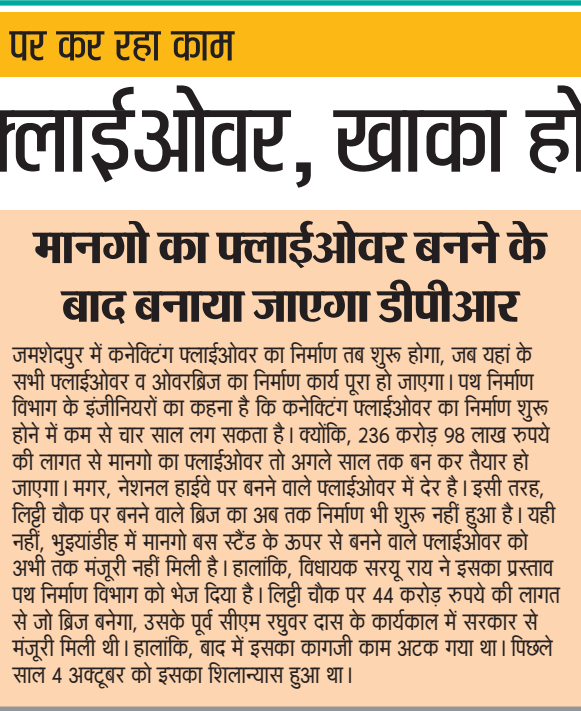 पर कर रहा काम
फ्लाईओवर, खाका हो
मानगो का फ्लाईओवर बनने के
बाद बनाया जाएगा डीपीआर
जमशेदपुर में कनेक्टिंग फ्लाईओवर का निर्माण तब शुरू होगा, जब यहां के
सभी फ्लाईओवर व ओवरब्रिज का निर्माण कार्य पूरा हो जाएगा। पथ निर्माण
विभाग के इंजीनियरों का कहना है कि कनेक्टिंग फ्लाईओवर का निर्माण शुरू
होने में कम से चार साल लग सकता है। क्योंकि, 236 करोड़ 98 लाख रुपये
की लागत से मानगो का फ्लाईओवर तो अगले साल तक बन कर तैयार हो
जाएगा। मगर, नेशनल हाईवे पर बनने वाले फ्लाईओवर में देर है। इसी तरह,
लिट्टी चौक पर बनने वाले ब्रिज का अब तक निर्माण भी शुरू नहीं हुआ है। यही
नहीं, भुइयांडीह में मानगो बस स्टैंड के ऊपर से बनने वाले फ्लाईओवर को
अभी तक मंजूरी नहीं मिली है। हालांकि, विधायक सरयू राय ने इसका प्रस्ताव
पथ निर्माण विभाग को भेज दिया है। लिट्टी चौक पर 44 करोड़ रुपये की लागत
से जो ब्रिज बनेगा, उसके पूर्व सीएम रघुवर दास के कार्यकाल में सरकार से
मंजूरी मिली थी। हालांकि, बाद में इसका कागजी काम अटक गया था। पिछले
साल 4 अक्टूबर को इसका शिलान्यास हुआ था।